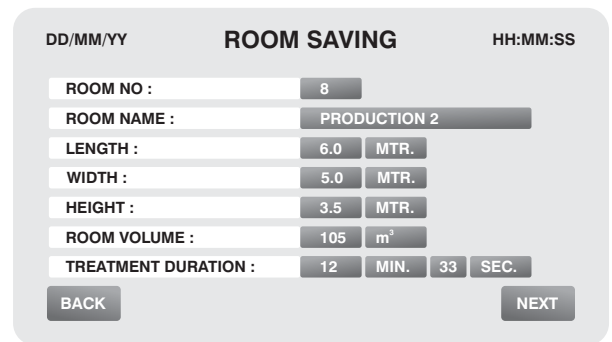 DD/MM/YY ROOM SAVING HH:MM:SS
ROOM NO : 8
ROOM NAME : PRODUCTION 2
LENGTH : 6.0 MTR.
WIDTH : 5.0 MTR.
HEIGHT : 3.5 MTR.
ROOM VOLUME : 105 m³
TREATMENT DURATION : 12 MIN. 33 SEC.
BACK NEXT